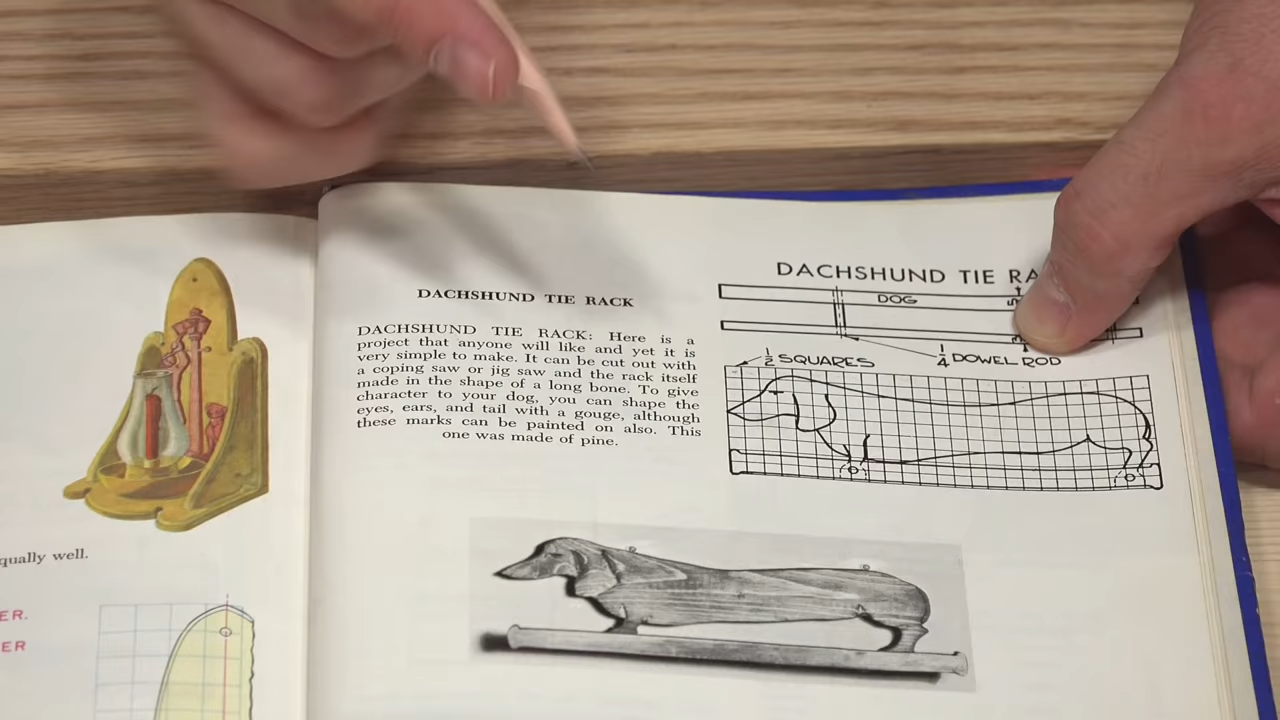 qually well.
ER.
ER
DACHSHUND TIE RACK
DACHSHUND TIE RACK: Here is a
project that anyone will like and yet it is
very simple to make. It can be cut out with
a coping saw or jig saw and the rack itself
made in the shape of a long bone. To give
character to your dog, you can shape the
eyes, ears, and tail with a gouge, although
these marks can be painted on also. This
one was made of pine.
DACHSHUND TIE RA
DOG
1/2 SQUARES
1/4 DOWEL ROD